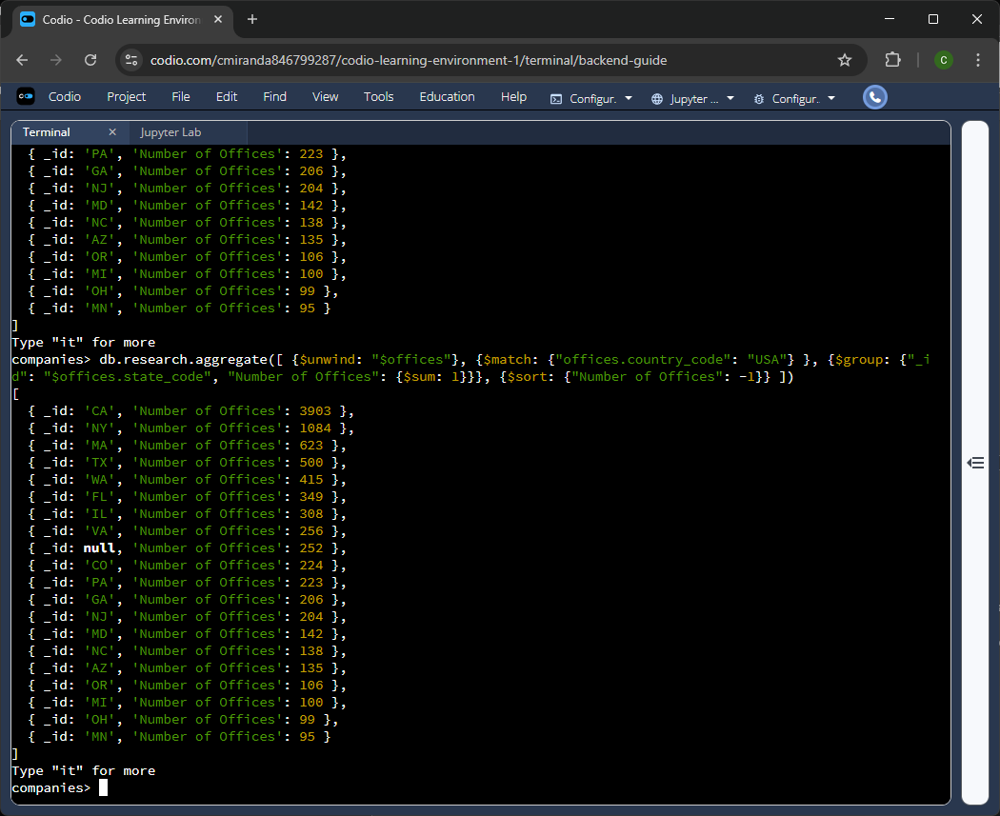 Codio - Codio Learning Environ
codio.com/cmiranda846799287/codio-learning-environment-1/terminal/backend-guide
C
Codio Project File Edit Find View Tools Education Help Configur. Jupyter ... Configur.
Terminal Jupyter Lab
{ _id: 'PA', 'Number of Offices': 223 },
{ _id: 'GA', 'Number of Offices': 206 },
{ _id: 'NJ', 'Number of Offices': 204 },
{ _id: 'MD', 'Number of Offices': 142 },
{ _id: 'NC', 'Number of Offices': 138 },
{ _id: 'AZ', 'Number of Offices': 135 },
{ _id: 'OR', 'Number of Offices': 106 },
{ _id: 'MI', 'Number of Offices': 100 },
{ _id: 'OH', 'Number of Offices': 99 },
{ _id: 'MN', 'Number of Offices': 95 }
]
Type "it" for more
companies> db.research.aggregate([ {$unwind: "$offices"}, {$match: {"offices.country_code": "USA"} }, {$group: {"_i
d": "$offices.state_code", "Number of Offices": {$sum: 1}}}, {$sort: {"Number of Offices": -1}} ])
[
{ _id: 'CA', 'Number of Offices': 3903 },
{ _id: 'NY', 'Number of Offices': 1084 },
{ _id: 'MA', 'Number of Offices': 623 },
{ _id: 'TX', 'Number of Offices': 500 },
{ _id: 'WA', 'Number of Offices': 415 },
{ _id: 'FL', 'Number of Offices': 349 },
{ _id: 'IL', 'Number of Offices': 308 },
{ _id: 'VA', 'Number of Offices': 256 },
{ _id: null, 'Number of Offices': 252 },
{ _id: 'CO', 'Number of Offices': 224 },
{ _id: 'PA', 'Number of Offices': 223 },
{ _id: 'GA', 'Number of Offices': 206 },
{ _id: 'NJ', 'Number of Offices': 204 },
{ _id: 'MD', 'Number of Offices': 142 },
{ _id: 'NC', 'Number of Offices': 138 },
{ _id: 'AZ', 'Number of Offices': 135 },
{ _id: 'OR', 'Number of Offices': 106 },
{ _id: 'MI', 'Number of Offices': 100 },
{ _id: 'OH', 'Number of Offices': 99 },
{ _id: 'MN', 'Number of Offices': 95 }
]
Type "it" for more
companies>